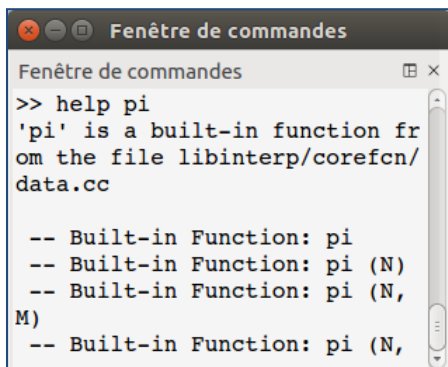 Fenêtre de commandes
Fenêtre de commandes
>> help pi
'pi' is a built-in function fr
om the file libinterp/corefcn/
data.cc
-- Built-in Function: pi
-- Built-in Function: pi (N)
-- Built-in Function: pi (N,
M)
-- Built-in Function: pi (N,